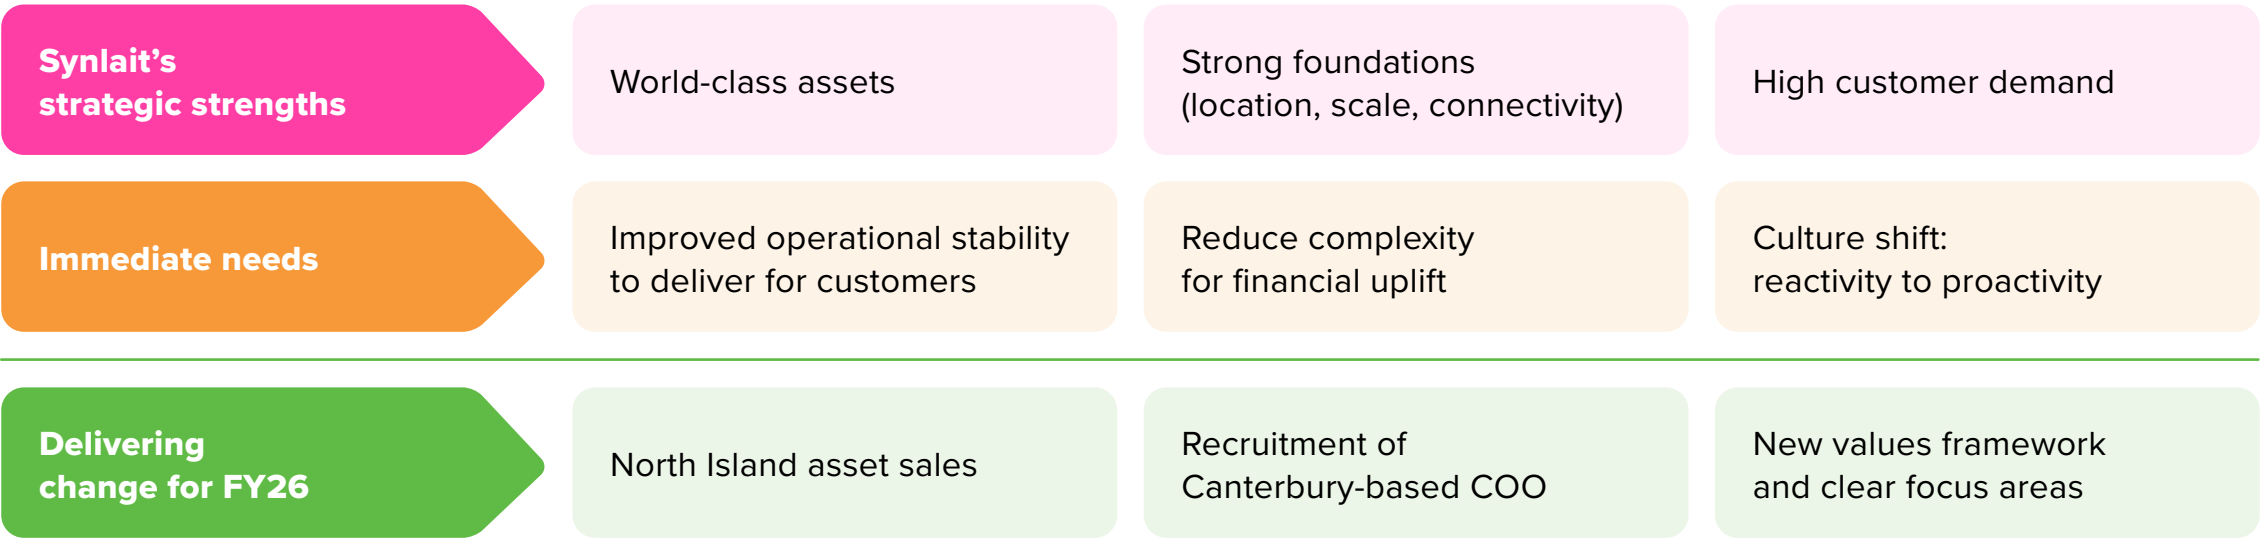 Synlait’s
strategic strengths
World-class assets
Strong foundations
(location, scale, connectivity)
High customer demand
Immediate needs
Improved operational stability
to deliver for customers
Reduce complexity
for financial uplift
Culture shift:
reactivity to proactivity
Delivering
change for FY26
North Island asset sales
Recruitment of
Canterbury-based COO
New values framework
and clear focus areas